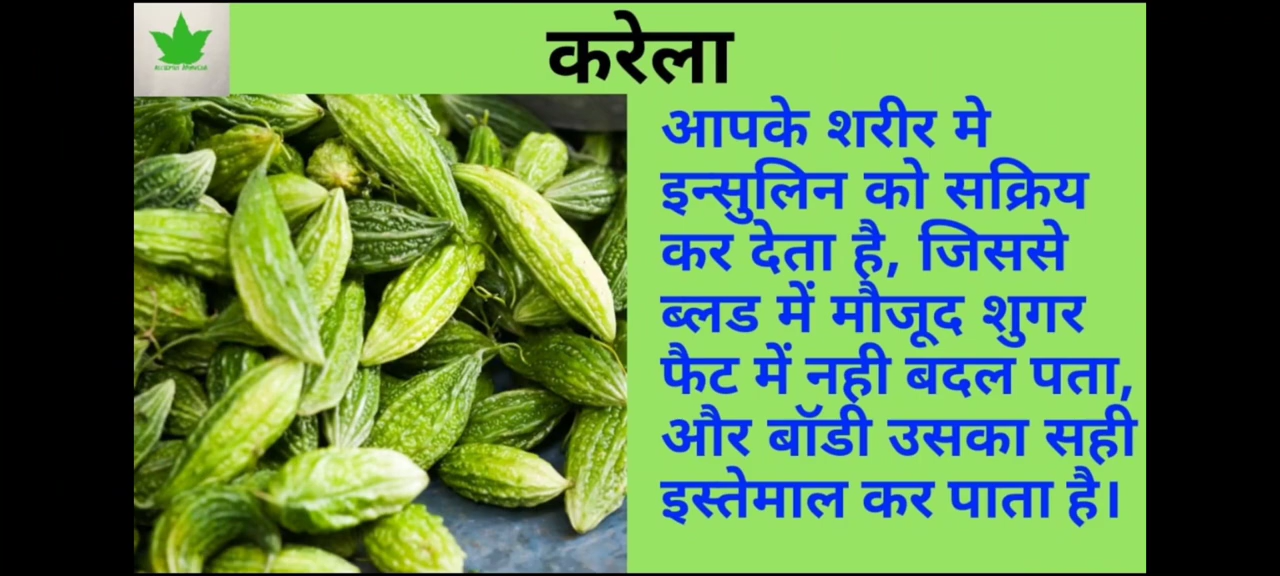 करेला
आपके शरीर मे
इन्सुलिन को सक्रिय
कर देता है, जिससे
ब्लड में मौजूद शुगर
फैट में नही बदल पता,
और बॉडी उसका सही
इस्तेमाल कर पाता है।